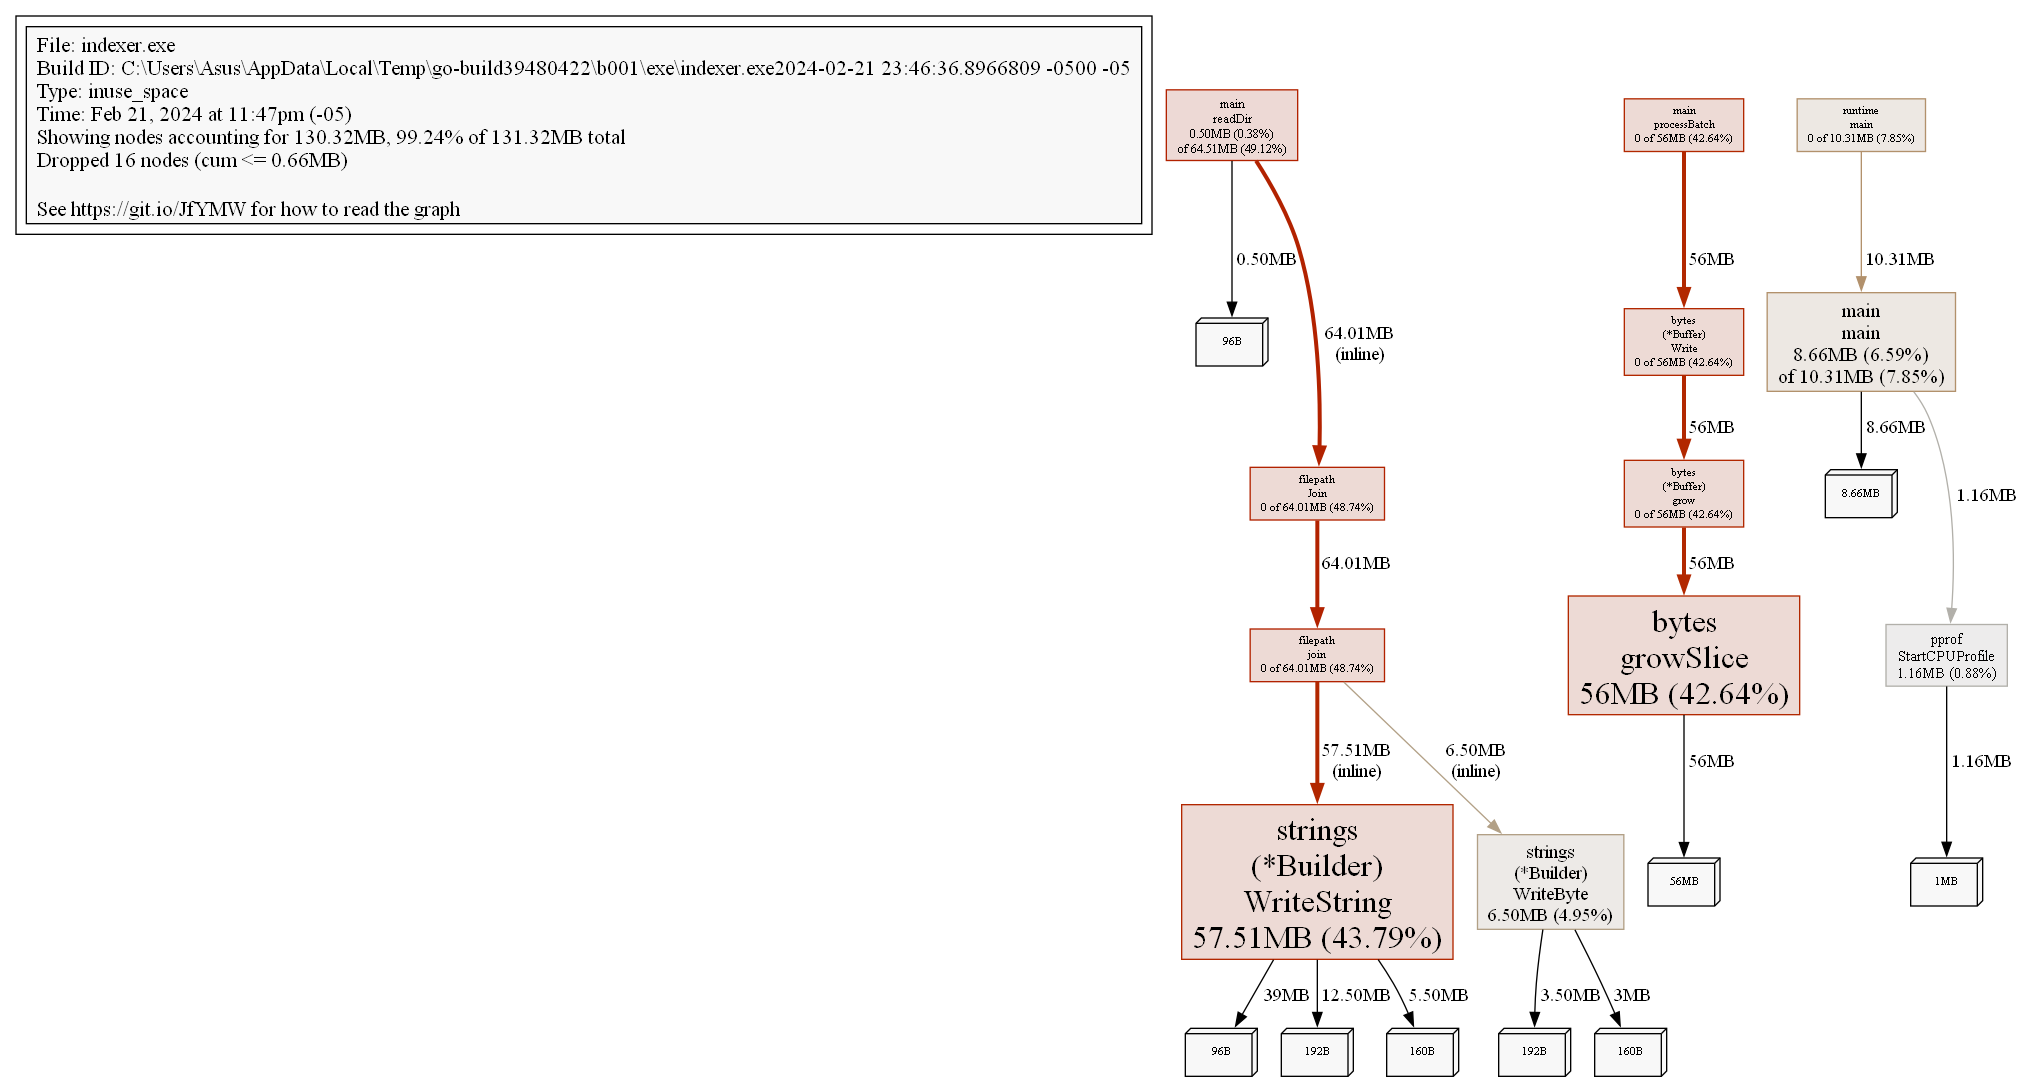 File: indexer.exe
Build ID: C:\Users\Asus\AppData\Local\Temp\go-build39480422\b001\exe\indexer.exe2024-02-21 23:46:36.8966809 -0500 -05
Type: inuse_space
Time: Feb 21, 2024 at 11:47pm (-05)
Showing nodes accounting for 130.32MB, 99.24% of 131.32MB total
Dropped 16 nodes (cum <= 0.66MB)
See https://git.io/JfYMW for how to read the graph
main
readDir
0.50MB (0.38%)
of 64.51MB (49.12%)
main
processBatch
0 of 56MB (42.64%)
runtime
main
0 of 10.31MB (7.85%)
0.50MB
56MB
10.31MB
96B
64.01MB
(inline)
bytes
(*Buffer)
Write
0 of 56MB (42.64%)
main
main
8.66MB (6.59%)
of 10.31MB (7.85%)
56MB
8.66MB
filepath
Join
0 of 64.01MB (48.74%)
bytes
(*Buffer)
grow
0 of 56MB (42.64%)
8.66MB
1.16MB
64.01MB
56MB
filepath
join
0 of 64.01MB (48.74%)
bytes
growSlice
56MB (42.64%)
pprof
StartCPUProfile
1.16MB (0.88%)
57.51MB
(inline)
6.50MB
(inline)
56MB
1.16MB
strings
(*Builder)
WriteString
57.51MB (43.79%)
strings
(*Builder)
WriteByte
6.50MB (4.95%)
56MB
1MB
39MB
12.50MB
5.50MB
3.50MB
3MB
96B
192B
160B
192B
160B